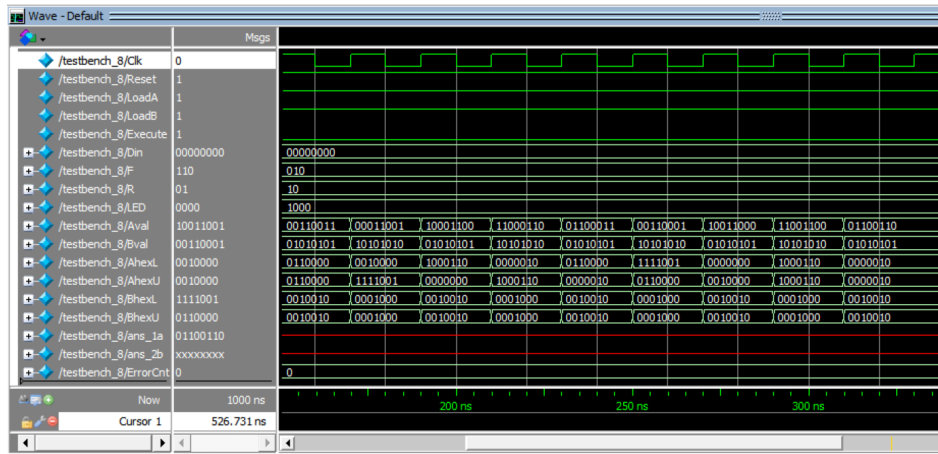 Wave - Default
Msgs
/testbench_8/Clk 0
/testbench_8/Reset 1
/testbench_8/LoadA 1
/testbench_8/LoadB 1
/testbench_8/Execute 1
/testbench_8/Din 00000000 00000000
/testbench_8/F 110 010
/testbench_8/R 01 10
/testbench_8/LED 0000 1000
/testbench_8/Aval 10011001 00110011 00011001 10001100 11000110 01100011 00110001 10011000 11001100 01100110
/testbench_8/Bval 00110001 01010101 10101010 01010101 10101010 01010101 10101010 01010101 10101010 01010101
/testbench_8/AhexL 0010000 0110000 0010000 1000110 0000010 0110000 1111001 0000000 1000110 0000010
/testbench_8/AhexU 0010000 0110000 1111001 0000000 1000110 0000010 0110000 0010000 1000110 0000010
/testbench_8/BhexL 1111001 0010010 0001000 0010010 0001000 0010010 0001000 0010010 0001000 0010010
/testbench_8/BhexU 0110000 0010010 0001000 0010010 0001000 0010010 0001000 0010010 0001000 0010010
/testbench_8/ans_1a 01100110
/testbench_8/ans_2b xxxxxxxx
/testbench_8/ErrorCnt 0 0
Now 1000 ns 200 ns 250 ns 300 ns
Cursor 1 526.731 ns